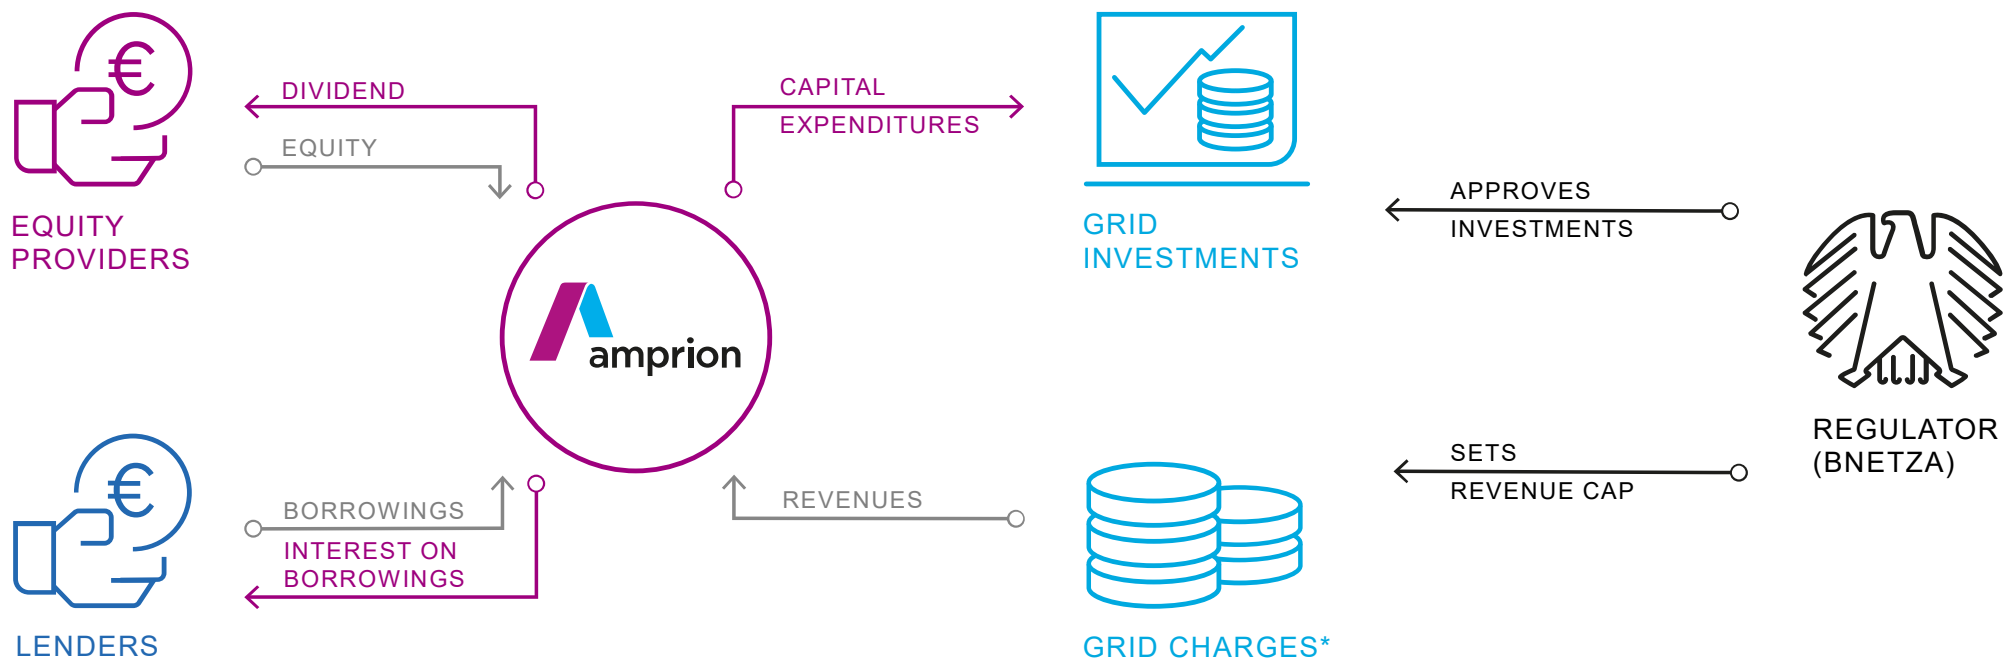 DIVIDEND
EQUITY
EQUITY
PROVIDERS
CAPITAL
EXPENDITURES
GRID
INVESTMENTS
APPROVES
INVESTMENTS
amprion
REGULATOR
(BNETZA)
BORROWINGS
INTEREST ON
BORROWINGS
LENDERS
REVENUES
GRID CHARGES*
SETS
REVENUE CAP